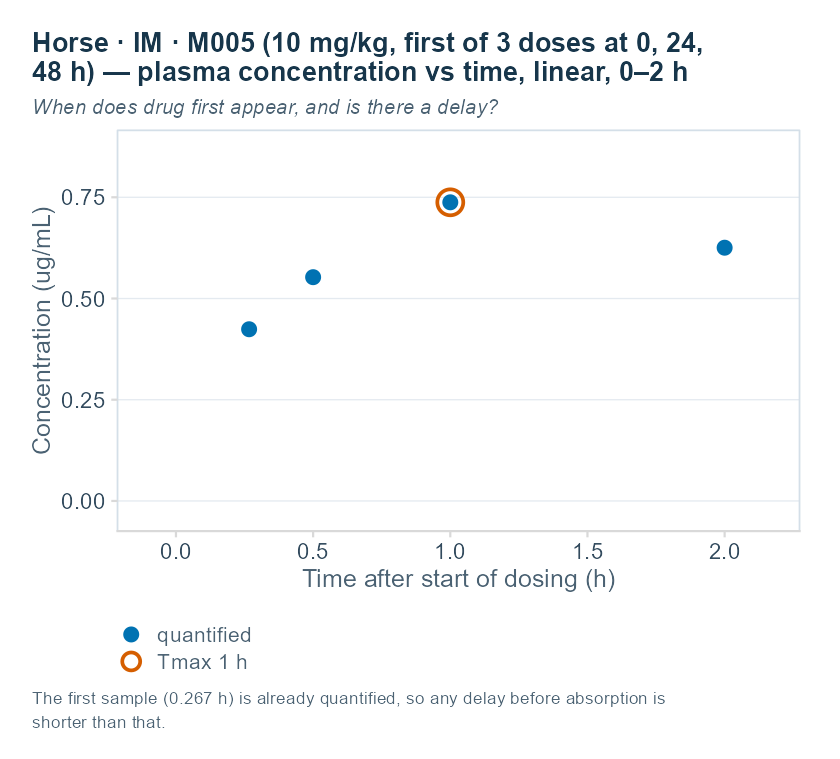 Horse · IM · M005 (10 mg/kg, first of 3 doses at 0, 24,
48 h) — plasma concentration vs time, linear, 0–2 h
When does drug first appear, and is there a delay?
Concentration (ug/mL)
0.75
0.50
0.25
0.00
0.0 0.5 1.0 1.5 2.0
Time after start of dosing (h)
quantified
Tmax 1 h
The first sample (0.267 h) is already quantified, so any delay before absorption is
shorter than that.